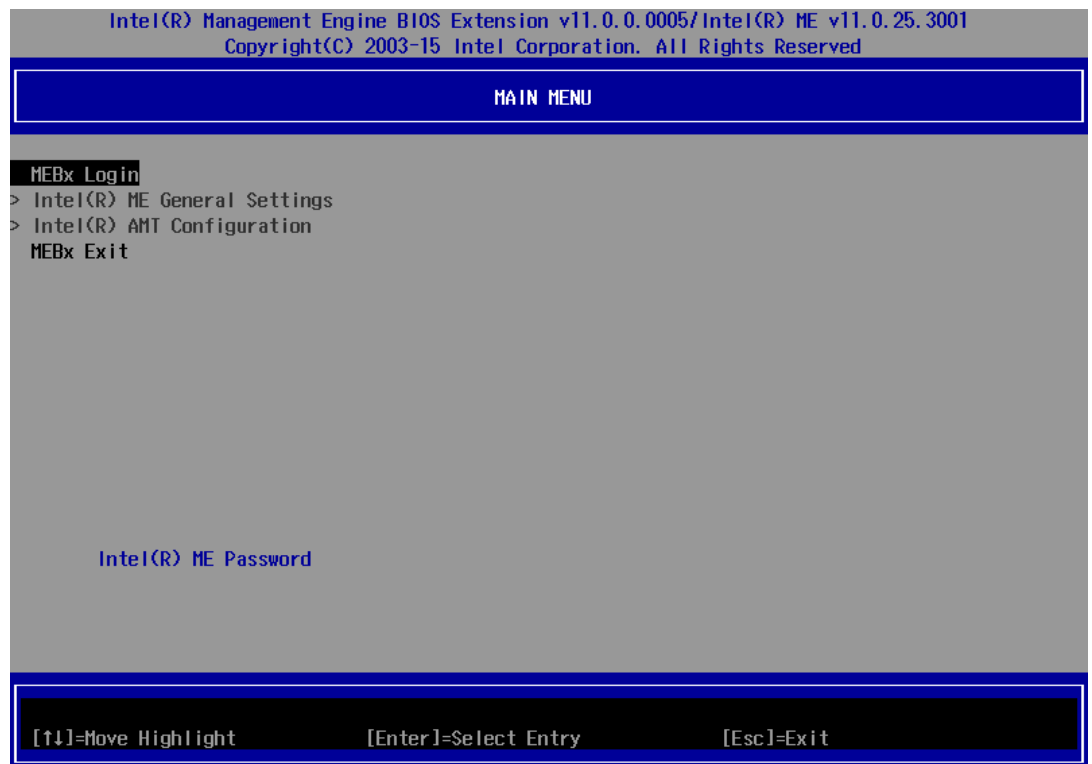 Intel(R) Management Engine BIOS Extension v11.0.0.0005/Intel(R) ME v11.0.25.3001
Copyright(C) 2003-15 Intel Corporation. All Rights Reserved
MAIN MENU
MEBx Login
> Intel(R) ME General Settings
> Intel(R) AMT Configuration
MEBx Exit
Intel(R) ME Password
[↑↓]=Move Highlight [Enter]=Select Entry [Esc]=Exit